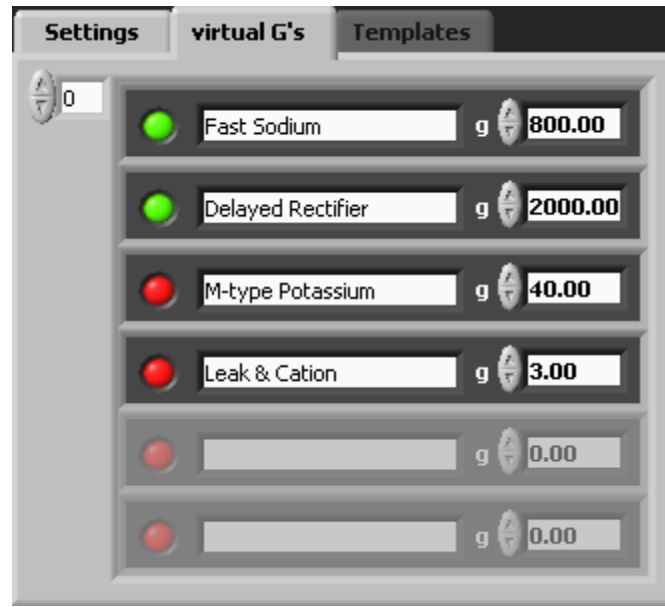 Settings virtual G's Templates
0
Fast Sodium g 800.00
Delayed Rectifier g 2000.00
M-type Potassium g 40.00
Leak & Cation g 3.00
g 0.00
g 0.00